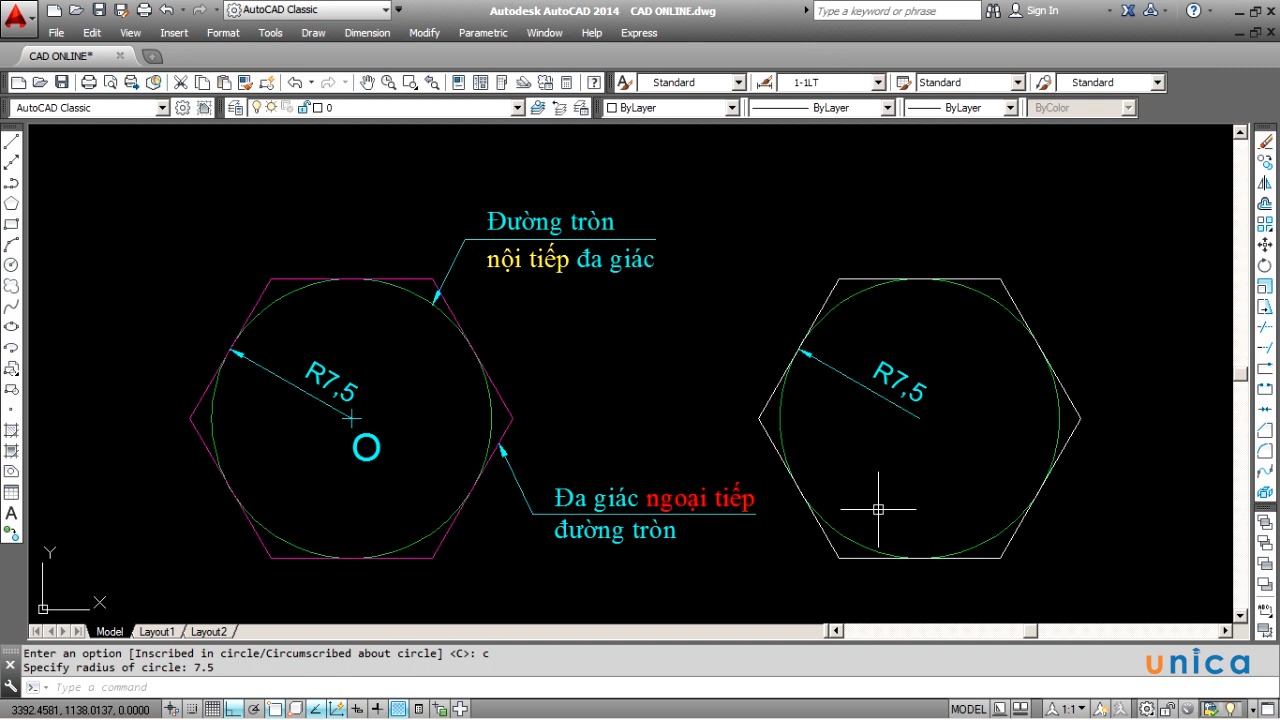 AutoCAD Classic
Autodesk AutoCAD 2014 CAD ONLINE.dwg
Type a keyword or phrase
Sign In
File Edit View Insert Format Tools Draw Dimension Modify Parametric Window Help Express
CAD ONLINE*
Standard
1-1LT
Standard
Standard
AutoCAD Classic
0
ByLayer
ByLayer
ByLayer
ByColor
Đường tròn
nội tiếp đa giác
R7,5
R7,5
O
Đa giác ngoại tiếp
đường tròn
Y
X
Model Layout1 Layout2
Enter an option [Inscribed in circle/Circumscribed about circle] <C>: c
Specify radius of circle: 7.5
unica
Type a command
3392.4581, 1138.0137, 0.0000
MODEL
1:1